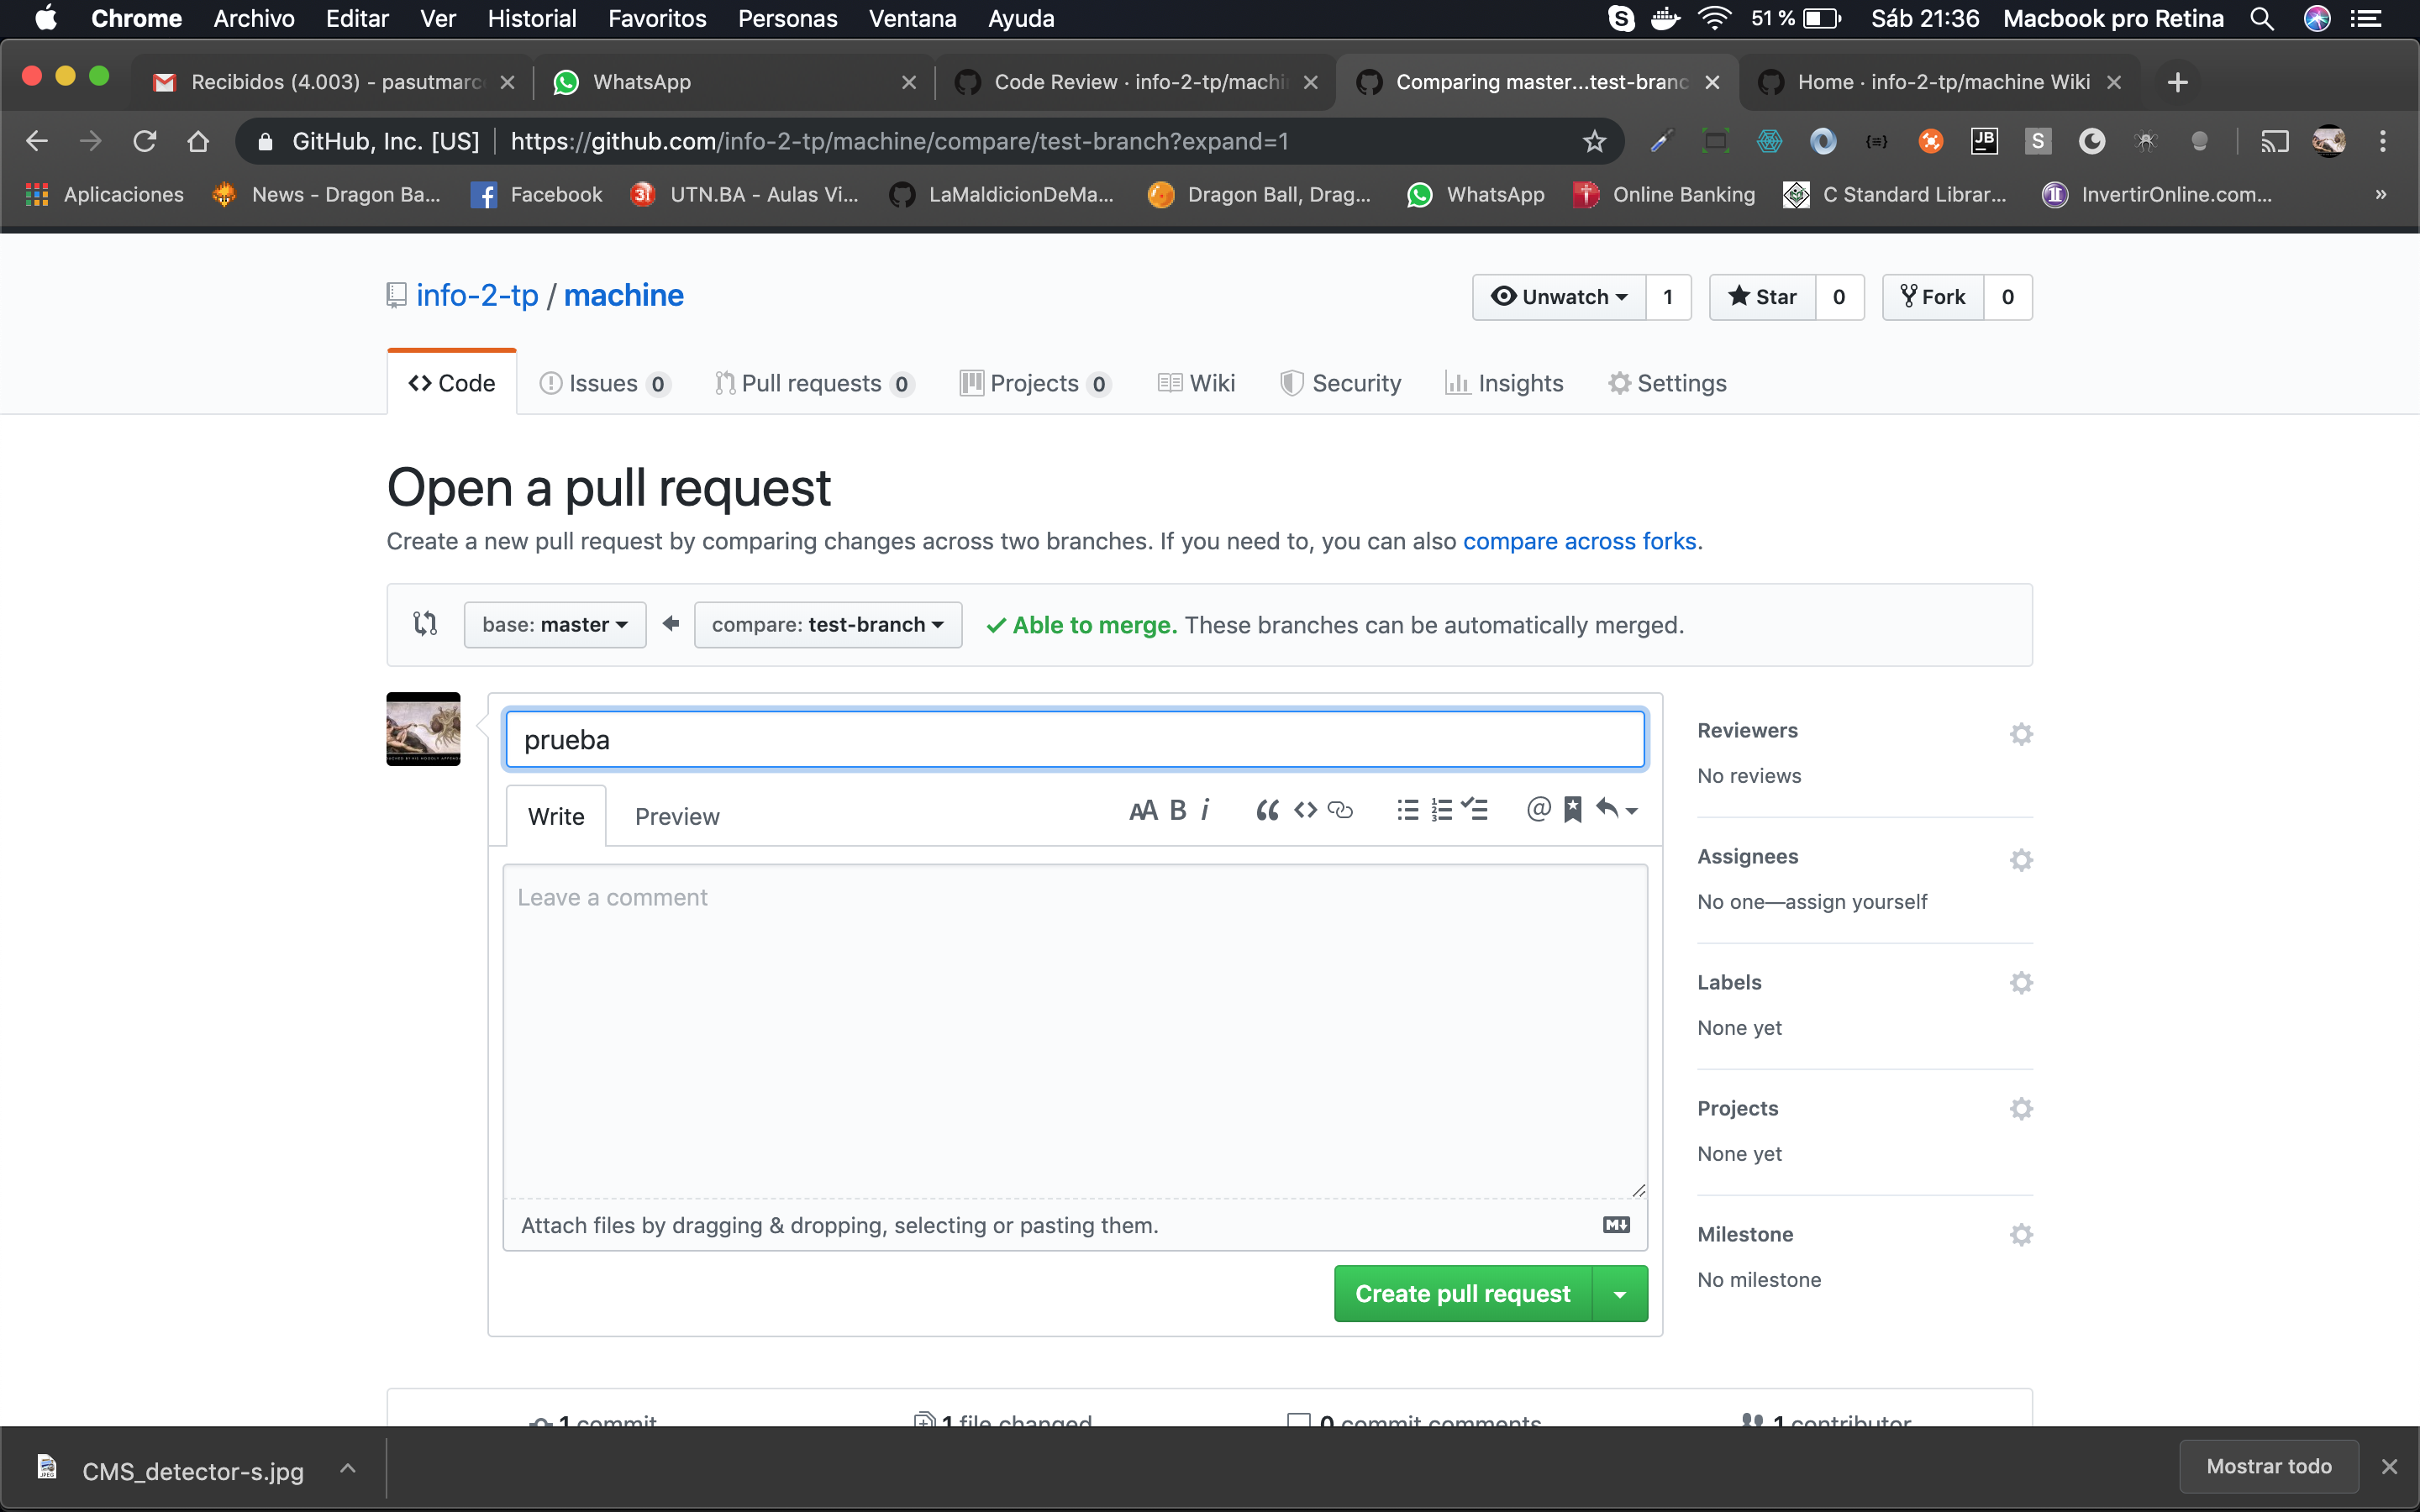 Chrome Archivo Editar Ver Historial Favoritos Personas Ventana Ayuda 51 % Sáb 21:36 Macbook pro Retina
Recibidos (4.003) - pasutmarc WhatsApp Code Review · info-2-tp/machi Comparing master...test-branc Home · info-2-tp/machine Wiki
GitHub, Inc. [US] https://github.com/info-2-tp/machine/compare/test-branch?expand=1
Aplicaciones News - Dragon Ba... Facebook UTN.BA - Aulas Vi... LaMaldicionDeMa... Dragon Ball, Drag... WhatsApp Online Banking C Standard Librar... InvertirOnline.com... »
info-2-tp / machine
Unwatch 1 Star 0 Fork 0
Code Issues 0 Pull requests 0 Projects 0 Wiki Security Insights Settings
Open a pull request
Create a new pull request by comparing changes across two branches. If you need to, you can also compare across forks.
base: master compare: test-branch Able to merge. These branches can be automatically merged.
prueba
Write Preview
Leave a comment
Attach files by dragging & dropping, selecting or pasting them.
Create pull request
Reviewers
No reviews
Assignees
No one—assign yourself
Labels
None yet
Projects
None yet
Milestone
No milestone
1 commit 1 file changed 0 commit comments 1 contributor
CMS_detector-s.jpg Mostrar todo